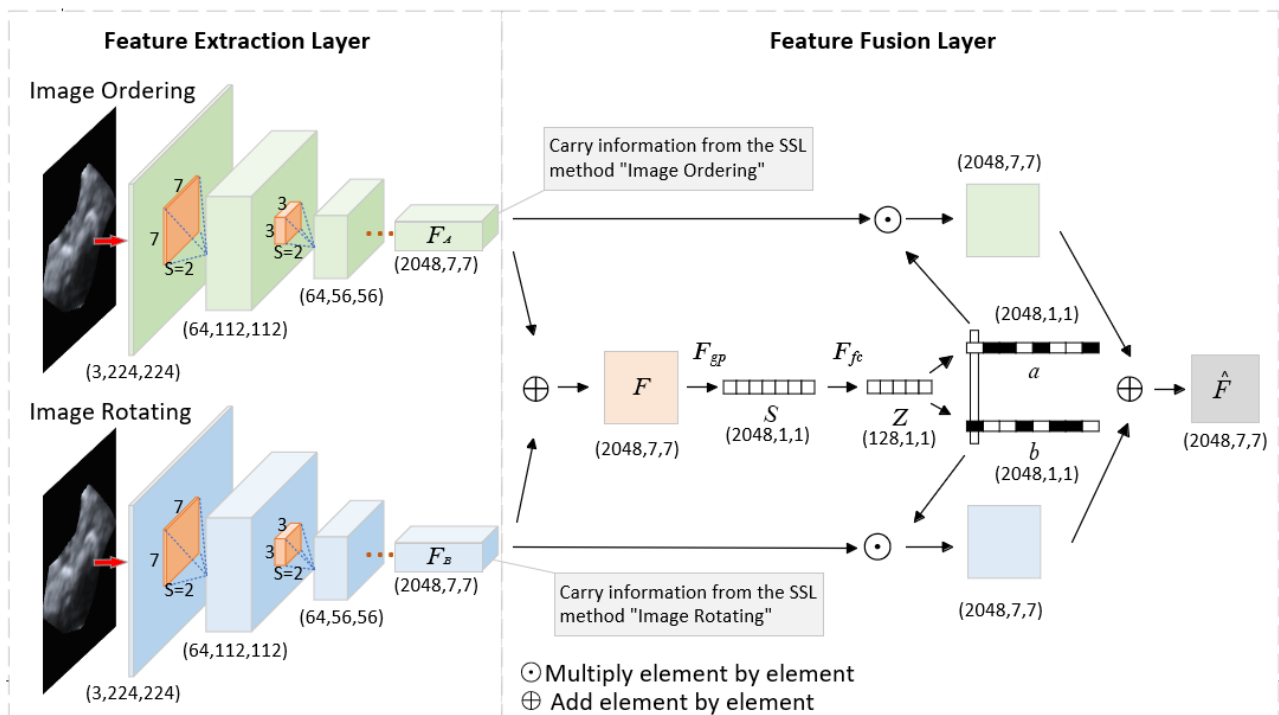 Feature Extraction Layer
Feature Fusion Layer
Image Ordering
7
7
S=2
3
3
S=2
F_A
(2048,7,7)
(64,56,56)
(64,112,112)
(3,224,224)
Carry information from the SSL
method "Image Ordering"
(2048,7,7)
(2048,1,1)
a
F
(2048,7,7)
F_gp
S
(2048,1,1)
F_fc
Z
(128,1,1)
b
(2048,1,1)
F̂
(2048,7,7)
Image Rotating
7
7
S=2
3
3
S=2
F_B
(2048,7,7)
(64,56,56)
(64,112,112)
(3,224,224)
Carry information from the SSL
method "Image Rotating"
(2048,7,7)
⊙Multiply element by element
⊕ Add element by element